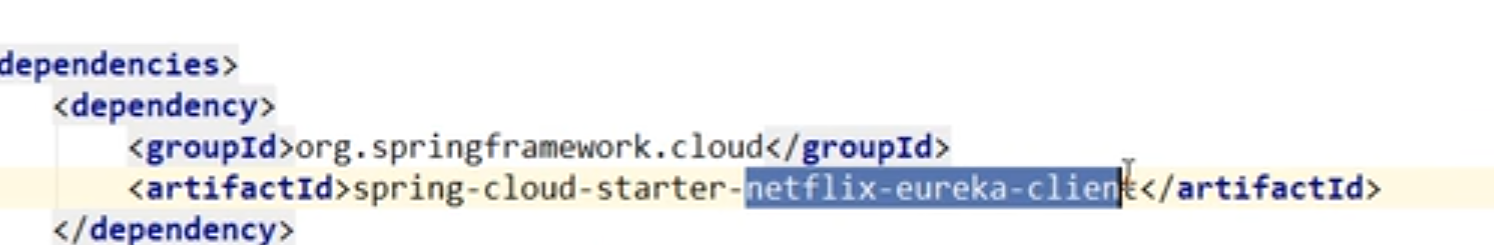 dependencies>
<dependency>
<groupId>org.springframework.cloud</groupId>
<artifactId>spring-cloud-starter-netflix-eureka-client</artifactId>
</dependency>